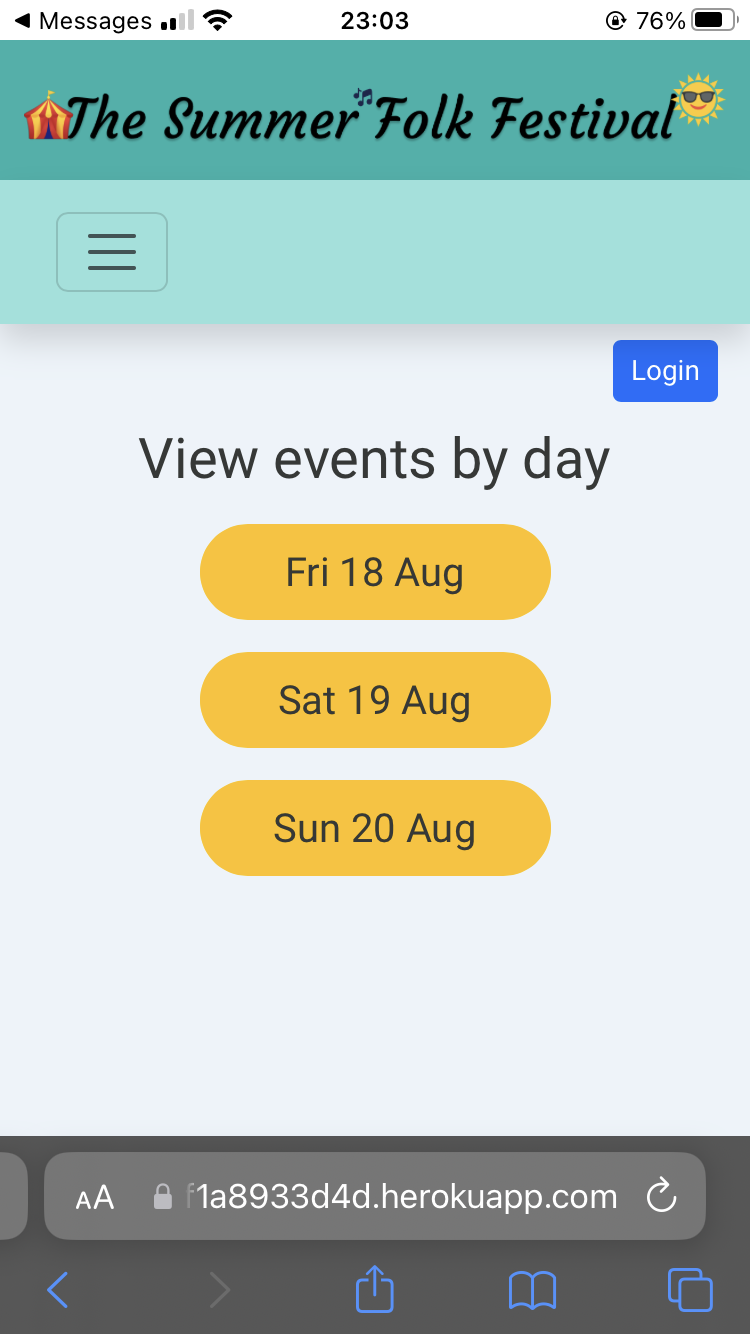 Messages 23:03 76%
The Summer Folk Festival
Login
View events by day
Fri 18 Aug
Sat 19 Aug
Sun 20 Aug
AA f1a8933d4d.herokuapp.com